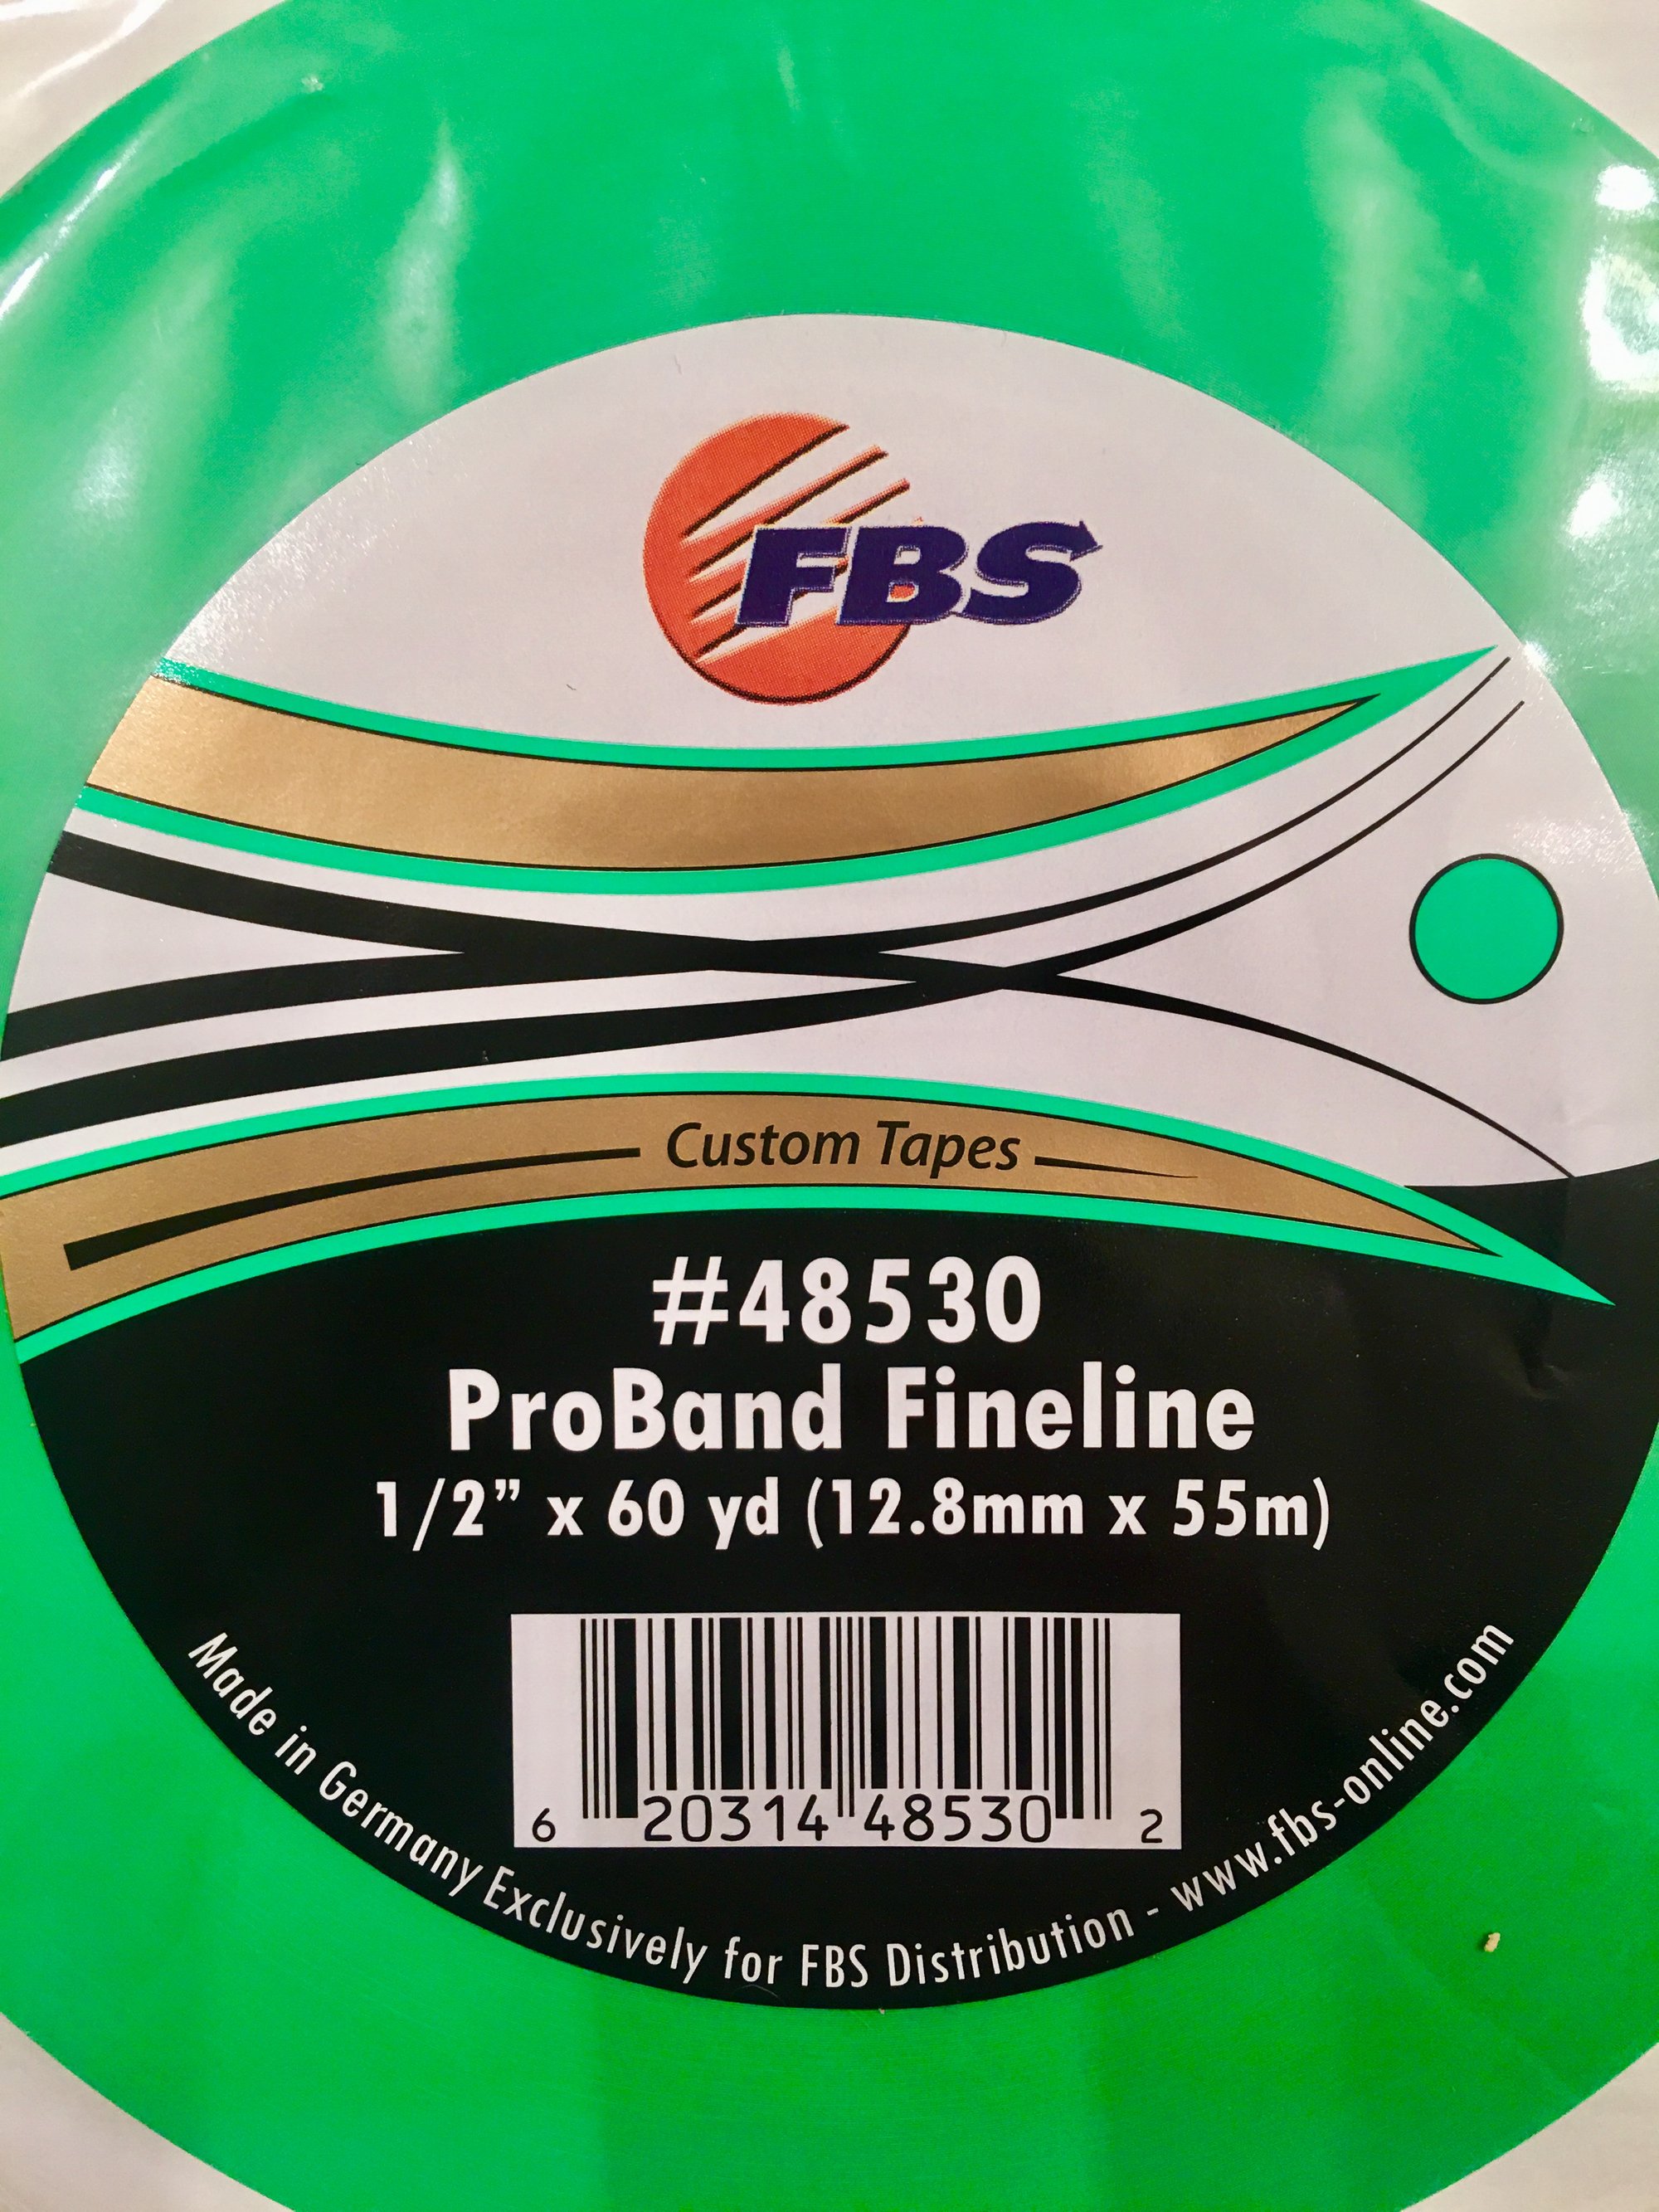 FBS
Custom Tapes
#48530
ProBand Fineline
1/2” x 60 yd (12.8mm x 55m)
6 20314 48530 2
Made in Germany Exclusively for FBS Distribution - www.fbs-online.com